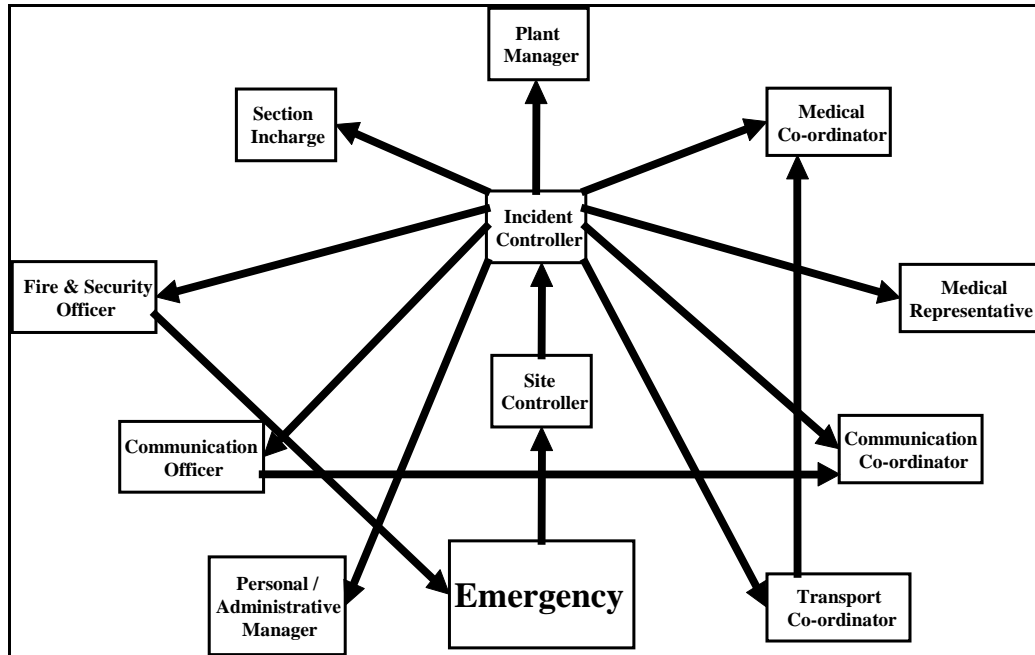 Plant
Manager
Section
Incharge
Medical
Co-ordinator
Incident
Controller
Fire & Security
Officer
Medical
Representative
Site
Controller
Communication
Officer
Communication
Co-ordinator
Personal /
Administrative
Manager
Emergency
Transport
Co-ordinator